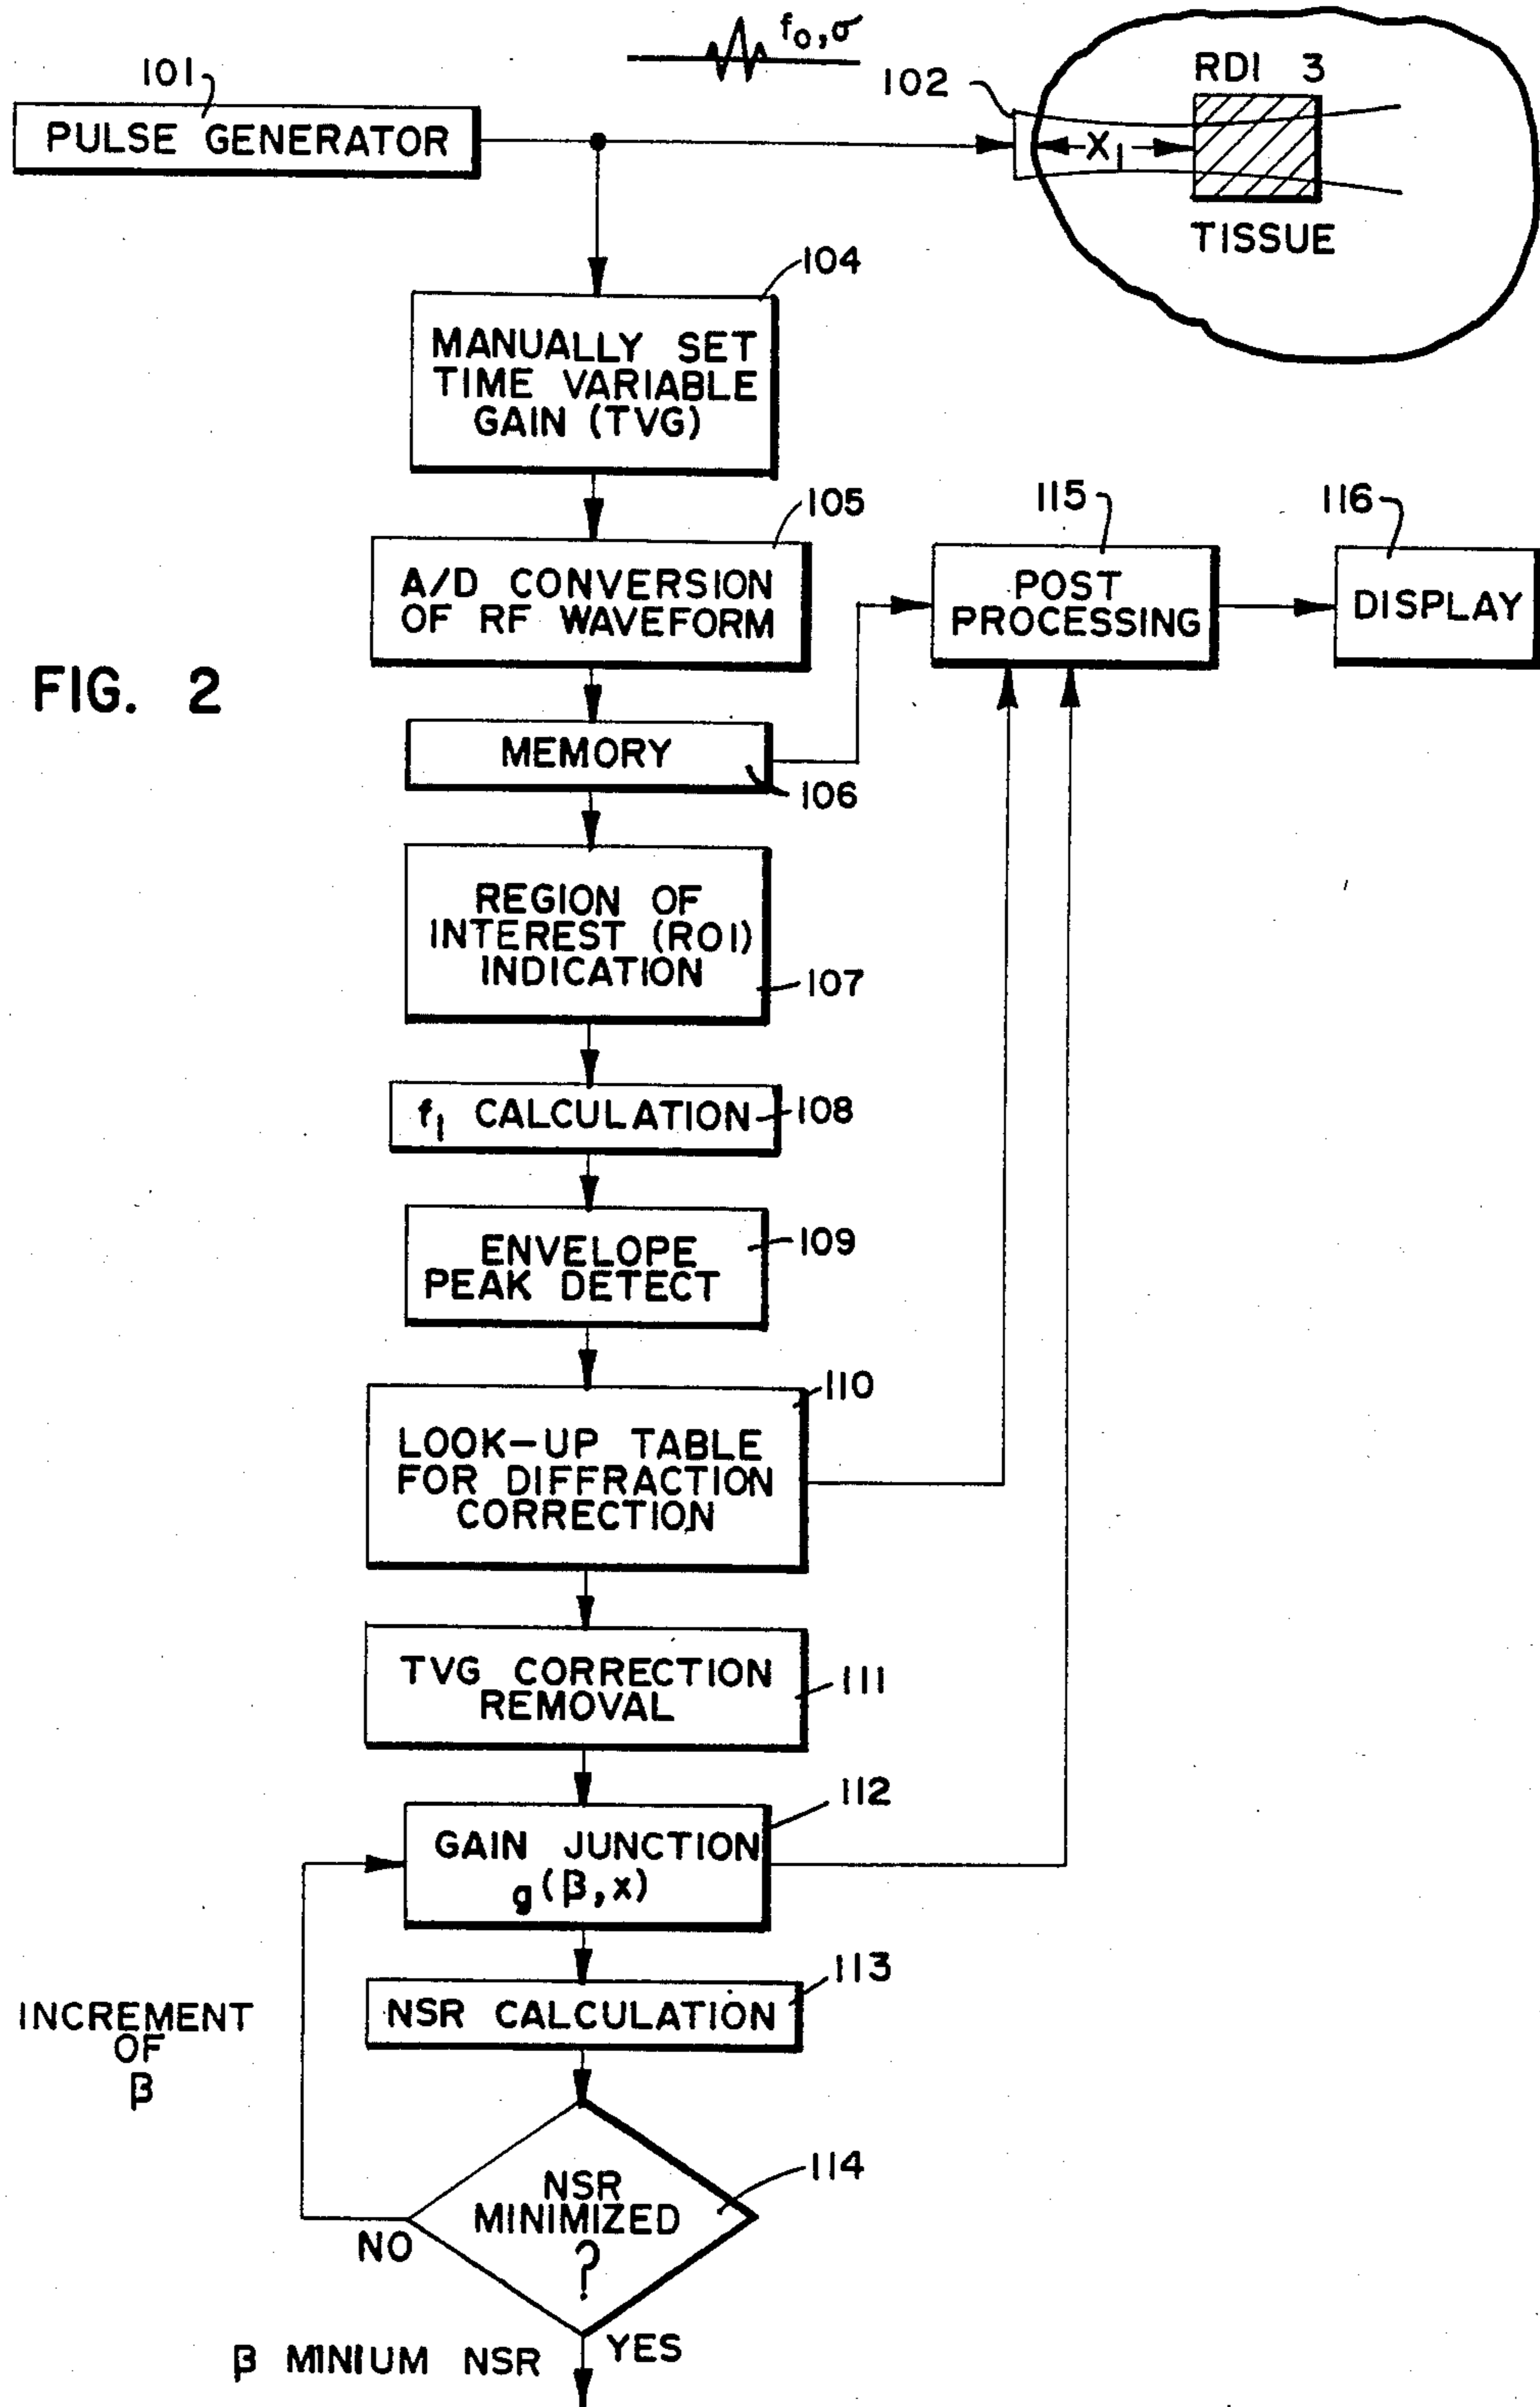 f₀,σ
101
PULSE GENERATOR
102
RDI 3
X₁
TISSUE
104
MANUALLY SET
TIME VARIABLE
GAIN (TVG)
105
A/D CONVERSION
OF RF WAVEFORM
115
POST
PROCESSING
116
DISPLAY
FIG. 2
MEMORY
106
REGION OF
INTEREST (ROI)
INDICATION
107
f₁ CALCULATION
108
ENVELOPE
PEAK DETECT
109
LOOK-UP TABLE
FOR DIFFRACTION
CORRECTION
110
TVG CORRECTION
REMOVAL
111
GAIN JUNCTION
g(β,x)
112
NSR CALCULATION
113
INCREMENT
OF
β
NSR
MINIMIZED
?
114
NO
YES
β MINIUM NSR